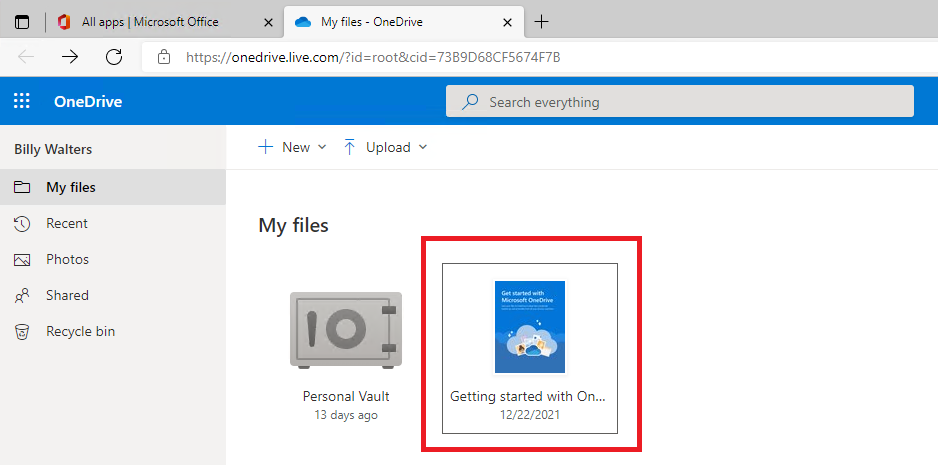 All apps | Microsoft Office
My files - OneDrive
https://onedrive.live.com/?id=root&cid=73B9D68CF5674F7B
OneDrive
Search everything
Billy Walters
New
Upload
My files
Recent
Photos
Shared
Recycle bin
My files
Get started with
Microsoft OneDrive
Personal Vault
13 days ago
Getting started with On...
12/22/2021